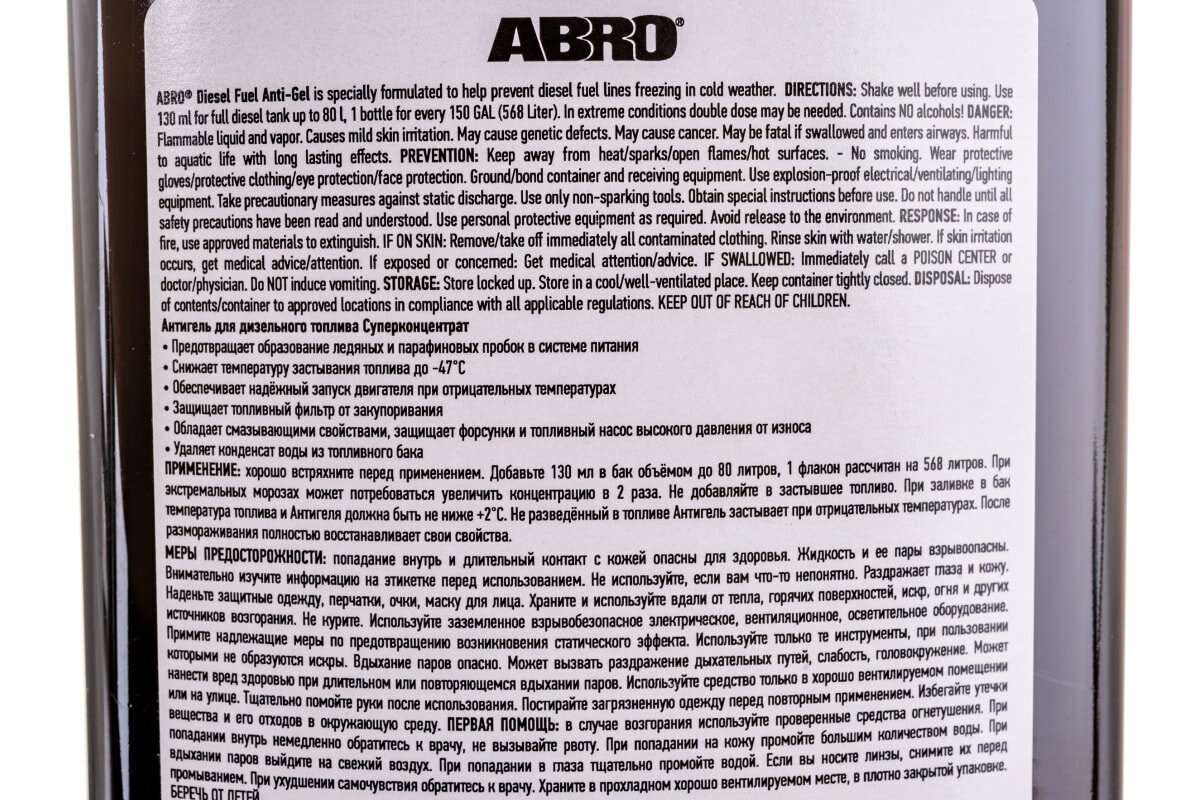 ABRO®
ABRO® Diesel Fuel Anti-Gel is specially formulated to help prevent diesel fuel lines freezing in cold weather. DIRECTIONS: Shake well before using. Use
130 ml for full diesel tank up to 80 l, 1 bottle for every 150 GAL (568 Liter). In extreme conditions double dose may be needed. Contains NO alcohols! DANGER:
Flammable liquid and vapor. Causes mild skin irritation. May cause genetic defects. May cause cancer. May be fatal if swallowed and enters airways. Harmful
to aquatic life with long lasting effects. PREVENTION: Keep away from heat/sparks/open flames/hot surfaces. - No smoking. Wear protective
gloves/protective clothing/eye protection/face protection. Ground/bond container and receiving equipment. Use explosion-proof electrical/ventilating/lighting
equipment. Take precautionary measures against static discharge. Use only non-sparking tools. Obtain special instructions before use. Do not handle until all
safety precautions have been read and understood. Use personal protective equipment as required. Avoid release to the environment. RESPONSE: In case of
fire, use approved materials to extinguish. IF ON SKIN: Remove/take off immediately all contaminated clothing. Rinse skin with water/shower. If skin irritation
occurs, get medical advice/attention. If exposed or concerned: Get medical attention/advice. IF SWALLOWED: Immediately call a POISON CENTER or
doctor/physician. Do NOT induce vomiting. STORAGE: Store locked up. Store in a cool/well-ventilated place. Keep container tightly closed. DISPOSAL: Dispose
of contents/container to approved locations in compliance with all applicable regulations. KEEP OUT OF REACH OF CHILDREN.
Антигель для дизельного топлива Суперконцентрат
• Предотвращает образование ледяных и парафиновых пробок в системе питания
• Снижает температуру застывания топлива до -47°C
• Обеспечивает надёжный запуск двигателя при отрицательных температурах
• Защищает топливный фильтр от закупоривания
• Обладает смазывающими свойствами, защищает форсунки и топливный насос высокого давления от износа
• Удаляет конденсат воды из топливного бака
ПРИМЕНЕНИЕ: хорошо встряхните перед применением. Добавьте 130 мл в бак объёмом до 80 литров, 1 флакон рассчитан на 568 литров. При
экстремальных морозах может потребоваться увеличить концентрацию в 2 раза. Не добавляйте в застывшее топливо. При заливке в бак
температура топлива и Антигеля должна быть не ниже +2°C. Не разведённый в топливе Антигель застывает при отрицательных температурах. После
размораживания полностью восстанавливает свои свойства.
МЕРЫ ПРЕДОСТОРОЖНОСТИ: попадание внутрь и длительный контакт с кожей опасны для здоровья. Жидкость и ее пары взрывоопасны.
Внимательно изучите информацию на этикетке перед использованием. Не используйте, если вам что-то непонятно. Раздражает глаза и кожу.
Наденьте защитные одежду, перчатки, очки, маску для лица. Храните и используйте вдали от тепла, горячих поверхностей, искр, огня и других
источников возгорания. Не курите. Используйте заземленное взрывобезопасное электрическое, вентиляционное, осветительное оборудование.
Примите надлежащие меры по предотвращению возникновения статического эффекта. Используйте только те инструменты, при пользовании
которыми не образуются искры. Вдыхание паров опасно. Может вызвать раздражение дыхательных путей, слабость, головокружение. Может
нанести вред здоровью при длительном или повторяющемся вдыхании паров. Используйте средство только в хорошо вентилируемом помещении
или на улице. Тщательно помойте руки после использования. Постирайте загрязненную одежду перед повторным применением. Избегайте утечки
вещества и его отходов в окружающую среду. ПЕРВАЯ ПОМОЩЬ: в случае возгорания используйте проверенные средства огнетушения. При
попадании внутрь немедленно обратитесь к врачу, не вызывайте рвоту. При попадании на кожу промойте большим количеством воды. При
вдыхании паров выйдите на свежий воздух. При попадании в глаза тщательно промойте водой. Если вы носите линзы, снимите их перед
промыванием. При ухудшении самочувствия обратитесь к врачу. Храните в прохладном хорошо вентилируемом месте, в плотно закрытой упаковке.
БЕРЕЧЬ ОТ ДЕТЕЙ